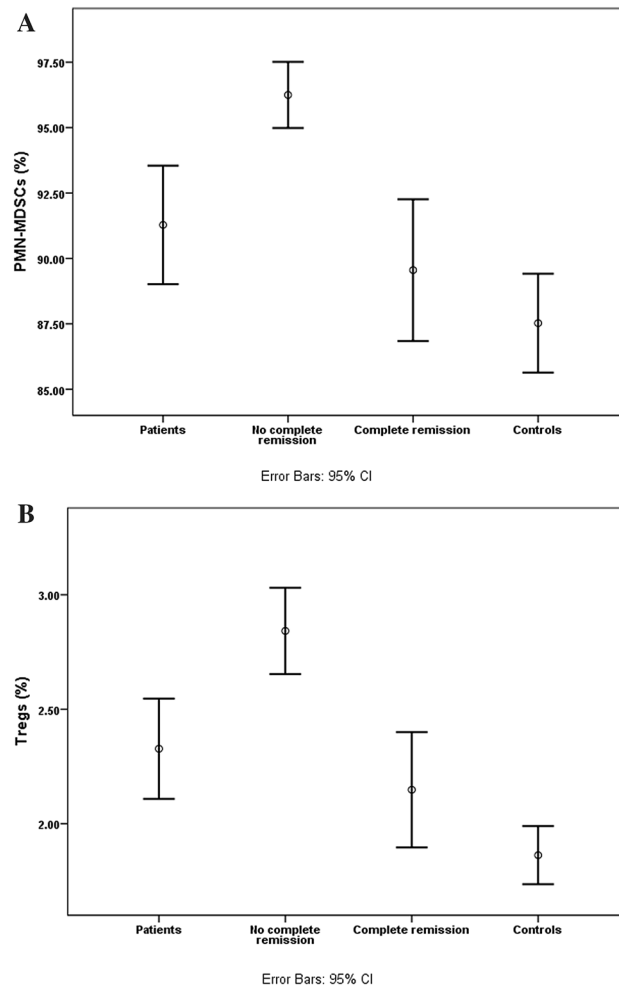 A
97.50
95.00
92.50
90.00
87.50
85.00
PMN-MDSCs (%)
Patients
No complete
remission
Complete remission
Controls
Error Bars: 95% CI
B
3.00
2.50
2.00
Tregs (%)
Patients
No complete
remission
Complete remission
Controls
Error Bars: 95% CI